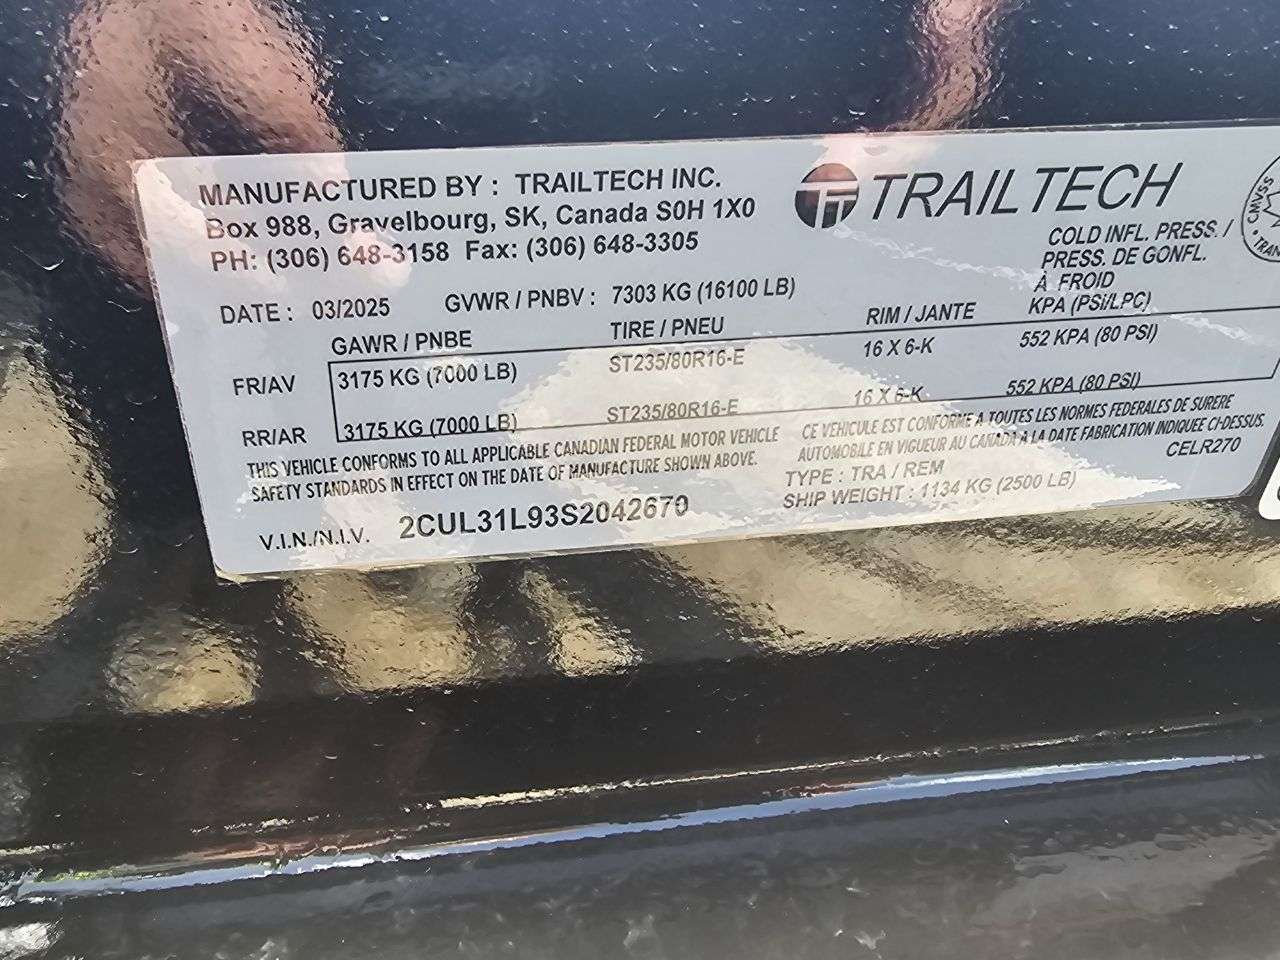 MANUFACTURED BY : TRAILTECH INC.
Box 988, Gravelbourg, SK, Canada S0H 1X0
PH: (306) 648-3158 Fax: (306) 648-3305
TRAILTECH
CMVSS
TRAN
DATE : 03/2025 GVWR / PNBV : 7303 KG (16100 LB)
COLD INFL. PRESS. /
PRESS. DE GONFL.
À FROID
KPA (PSi/LPC)
GAWR / PNBE TIRE / PNEU RIM / JANTE
FR/AV 3175 KG (7000 LB) ST235/80R16-E 16 X 6-K 552 KPA (80 PSI)
RR/AR 3175 KG (7000 LB) ST235/80R16-E 16 X 6-K 552 KPA (80 PSI)
THIS VEHICLE CONFORMS TO ALL APPLICABLE CANADIAN FEDERAL MOTOR VEHICLE
SAFETY STANDARDS IN EFFECT ON THE DATE OF MANUFACTURE SHOWN ABOVE.
CE VEHICULE EST CONFORME A TOUTES LES NORMES FEDERALES DE SURERE
AUTOMOBILE EN VIGUEUR AU CANADA A LA DATE FABRICATION INDIQUEE CI-DESSUS.
TYPE : TRA / REM CELR270
SHIP WEIGHT : 1134 KG (2500 LB)
V.I.N./N.I.V. 2CUL31L93S2042670